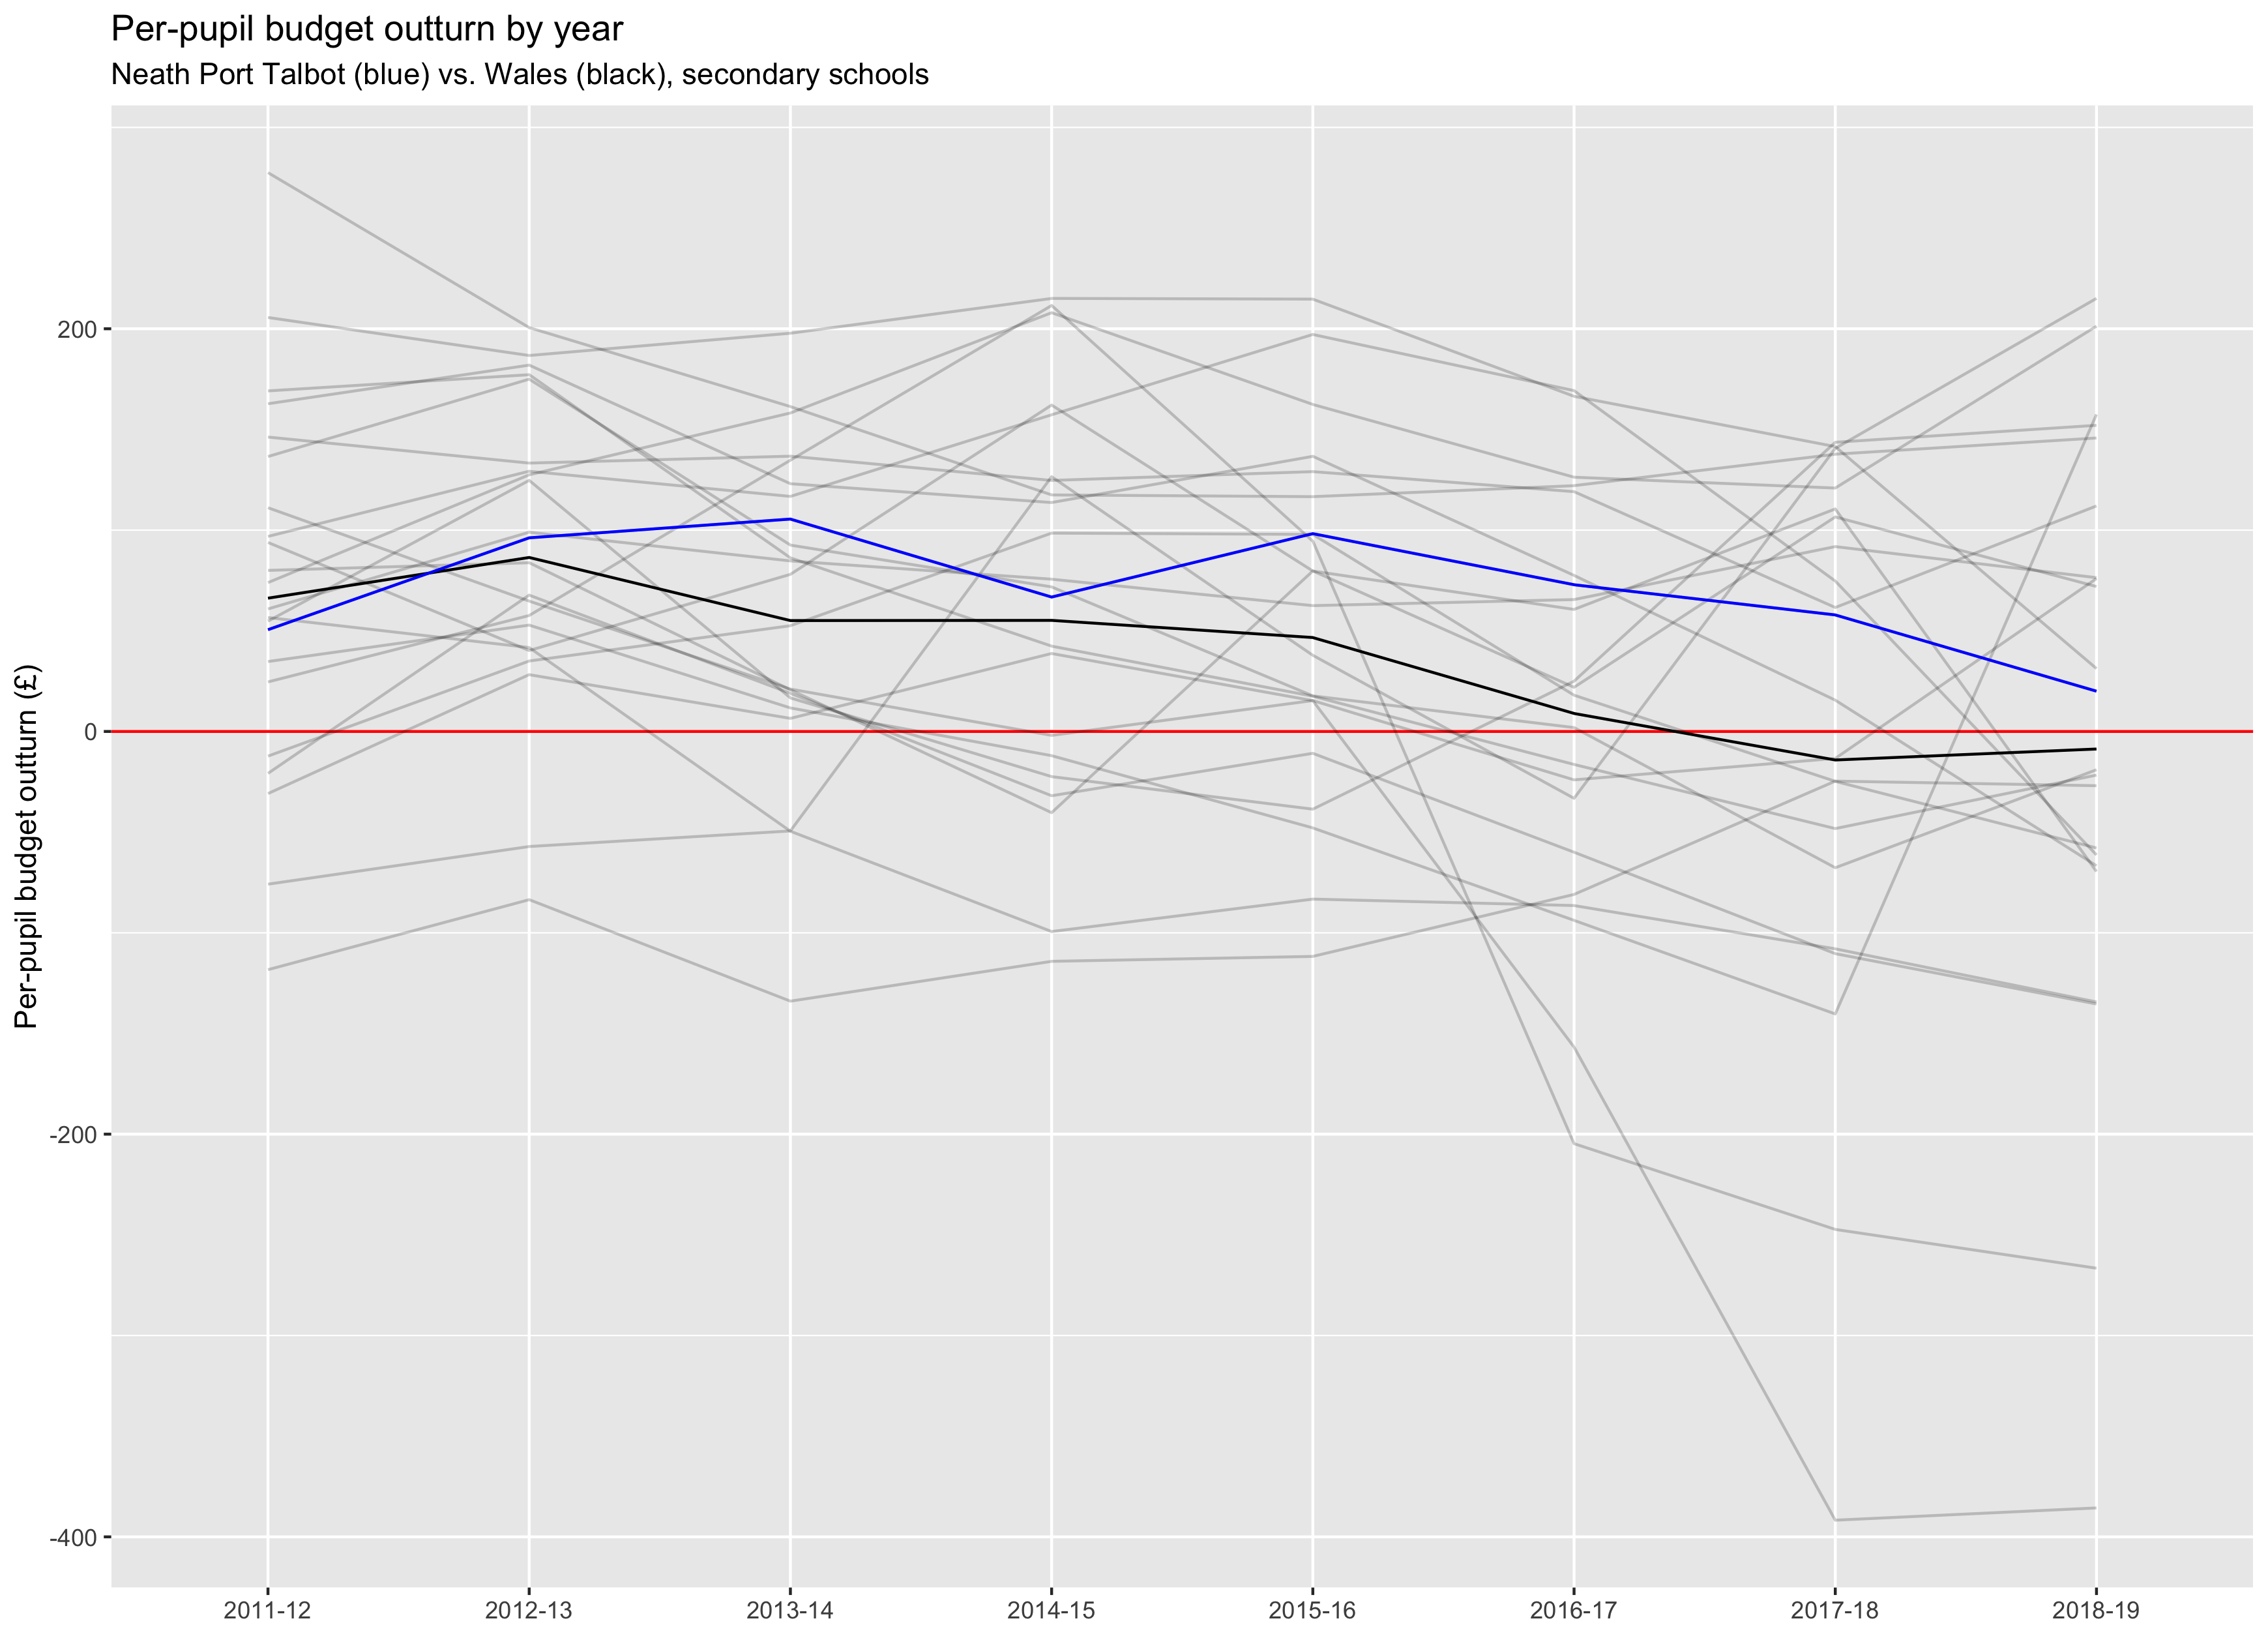 Per-pupil budget outturn by year
Neath Port Talbot (blue) vs. Wales (black), secondary schools
Per-pupil budget outturn (£)
200
0
-200
-400
2011-12 2012-13 2013-14 2014-15 2015-16 2016-17 2017-18 2018-19